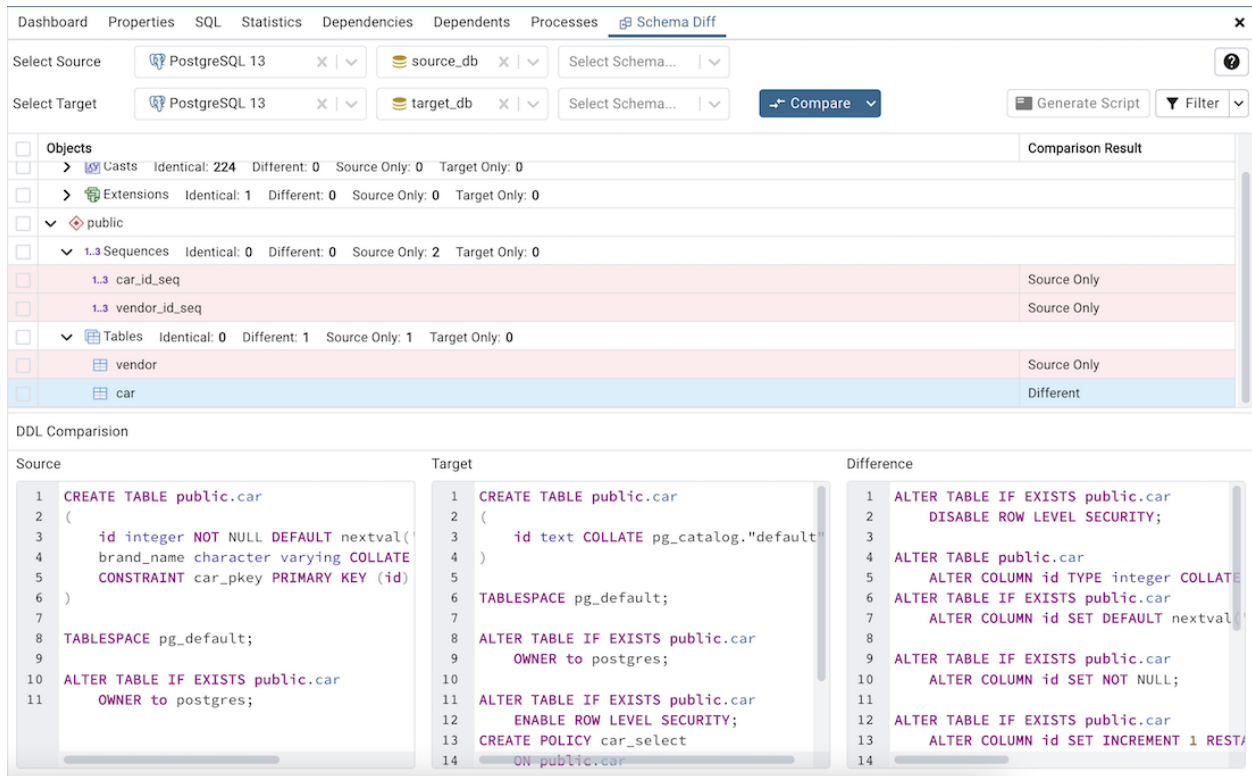 Dashboard Properties SQL Statistics Dependencies Dependents Processes Schema Diff
Select Source PostgreSQL 13 source_db Select Schema...
Select Target PostgreSQL 13 target_db Select Schema... Compare Generate Script Filter
Objects Comparison Result
Casts Identical: 224 Different: 0 Source Only: 0 Target Only: 0
Extensions Identical: 1 Different: 0 Source Only: 0 Target Only: 0
public
1..3 Sequences Identical: 0 Different: 0 Source Only: 2 Target Only: 0
1..3 car_id_seq Source Only
1..3 vendor_id_seq Source Only
Tables Identical: 0 Different: 1 Source Only: 1 Target Only: 0
vendor Source Only
car Different
DDL Comparision
Source
1 CREATE TABLE public.car
2 (
3 id integer NOT NULL DEFAULT nextval('
4 brand_name character varying COLLATE
5 CONSTRAINT car_pkey PRIMARY KEY (id)
6 )
7
8 TABLESPACE pg_default;
9
10 ALTER TABLE IF EXISTS public.car
11 OWNER to postgres;
Target
1 CREATE TABLE public.car
2 (
3 id text COLLATE pg_catalog."default"
4 )
5
6 TABLESPACE pg_default;
7
8 ALTER TABLE IF EXISTS public.car
9 OWNER to postgres;
10
11 ALTER TABLE IF EXISTS public.car
12 ENABLE ROW LEVEL SECURITY;
13 CREATE POLICY car_select
14 ON public.car
Difference
1 ALTER TABLE IF EXISTS public.car
2 DISABLE ROW LEVEL SECURITY;
3
4 ALTER TABLE public.car
5 ALTER COLUMN id TYPE integer COLLATE
6 ALTER TABLE IF EXISTS public.car
7 ALTER COLUMN id SET DEFAULT nextval('
8
9 ALTER TABLE IF EXISTS public.car
10 ALTER COLUMN id SET NOT NULL;
11
12 ALTER TABLE IF EXISTS public.car
13 ALTER COLUMN id SET INCREMENT 1 RESTA
14